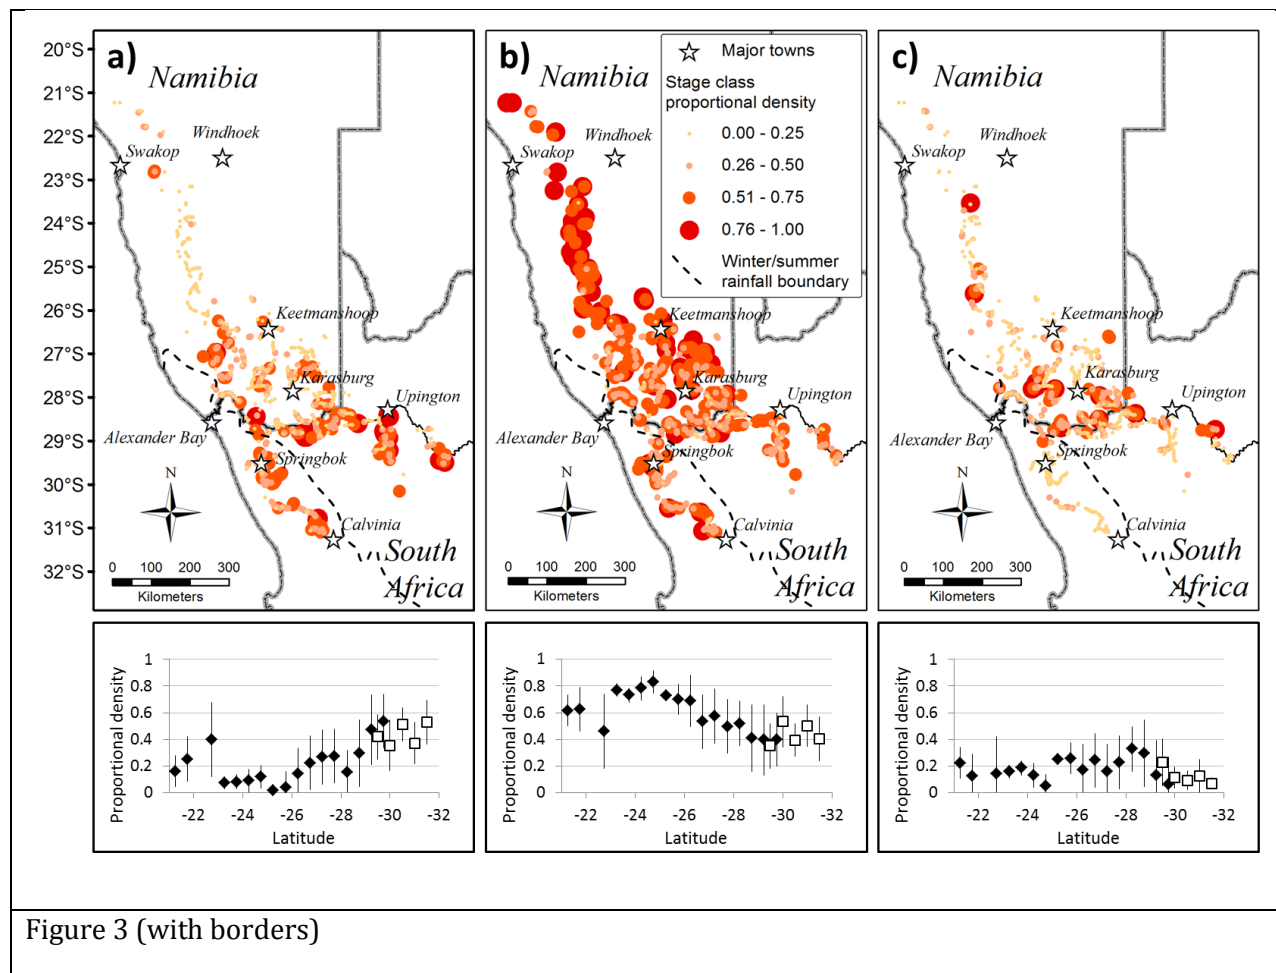 20°S
21°S
22°S
23°S
24°S
25°S
26°S
27°S
28°S
29°S
30°S
31°S
32°S
a)
Namibia
Windhoek
Swakop
Keetmanshoop
Karasburg
Upington
Alexander Bay
Springbok
N
Calvinia
South
Africa
0 100 200 300
Kilometers
b)
Namibia
Windhoek
Swakop
Keetmanshoop
Karasburg
Upington
Alexander Bay
Springbok
N
Calvinia
South
Africa
0 100 200 300
Kilometers
Major towns
Stage class
proportional density
0.00 - 0.25
0.26 - 0.50
0.51 - 0.75
0.76 - 1.00
Winter/summer
rainfall boundary
c)
Namibia
Windhoek
Swakop
Keetmanshoop
Karasburg
Upington
Alexander Bay
Springbok
N
Calvinia
South
Africa
0 100 200 300
Kilometers
Proportional density
1
0.8
0.6
0.4
0.2
0
-22 -24 -26 -28 -30 -32
Latitude
Proportional density
1
0.8
0.6
0.4
0.2
0
-22 -24 -26 -28 -30 -32
Latitude
Proportional density
1
0.8
0.6
0.4
0.2
0
-22 -24 -26 -28 -30 -32
Latitude
Figure 3 (with borders)